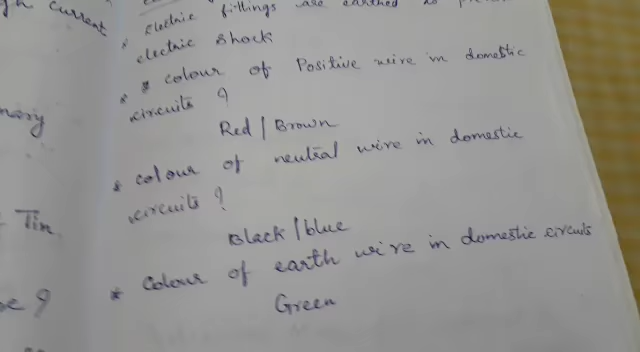 current
* Electric fittings are earthed to
electric shock
* colour of Positive wire in domestic
circuits ?
Red / Brown
* colour of neutral wire in domestic
circuits ?
Black / blue
* Colour of earth wire in domestic circuits
Green
Tin